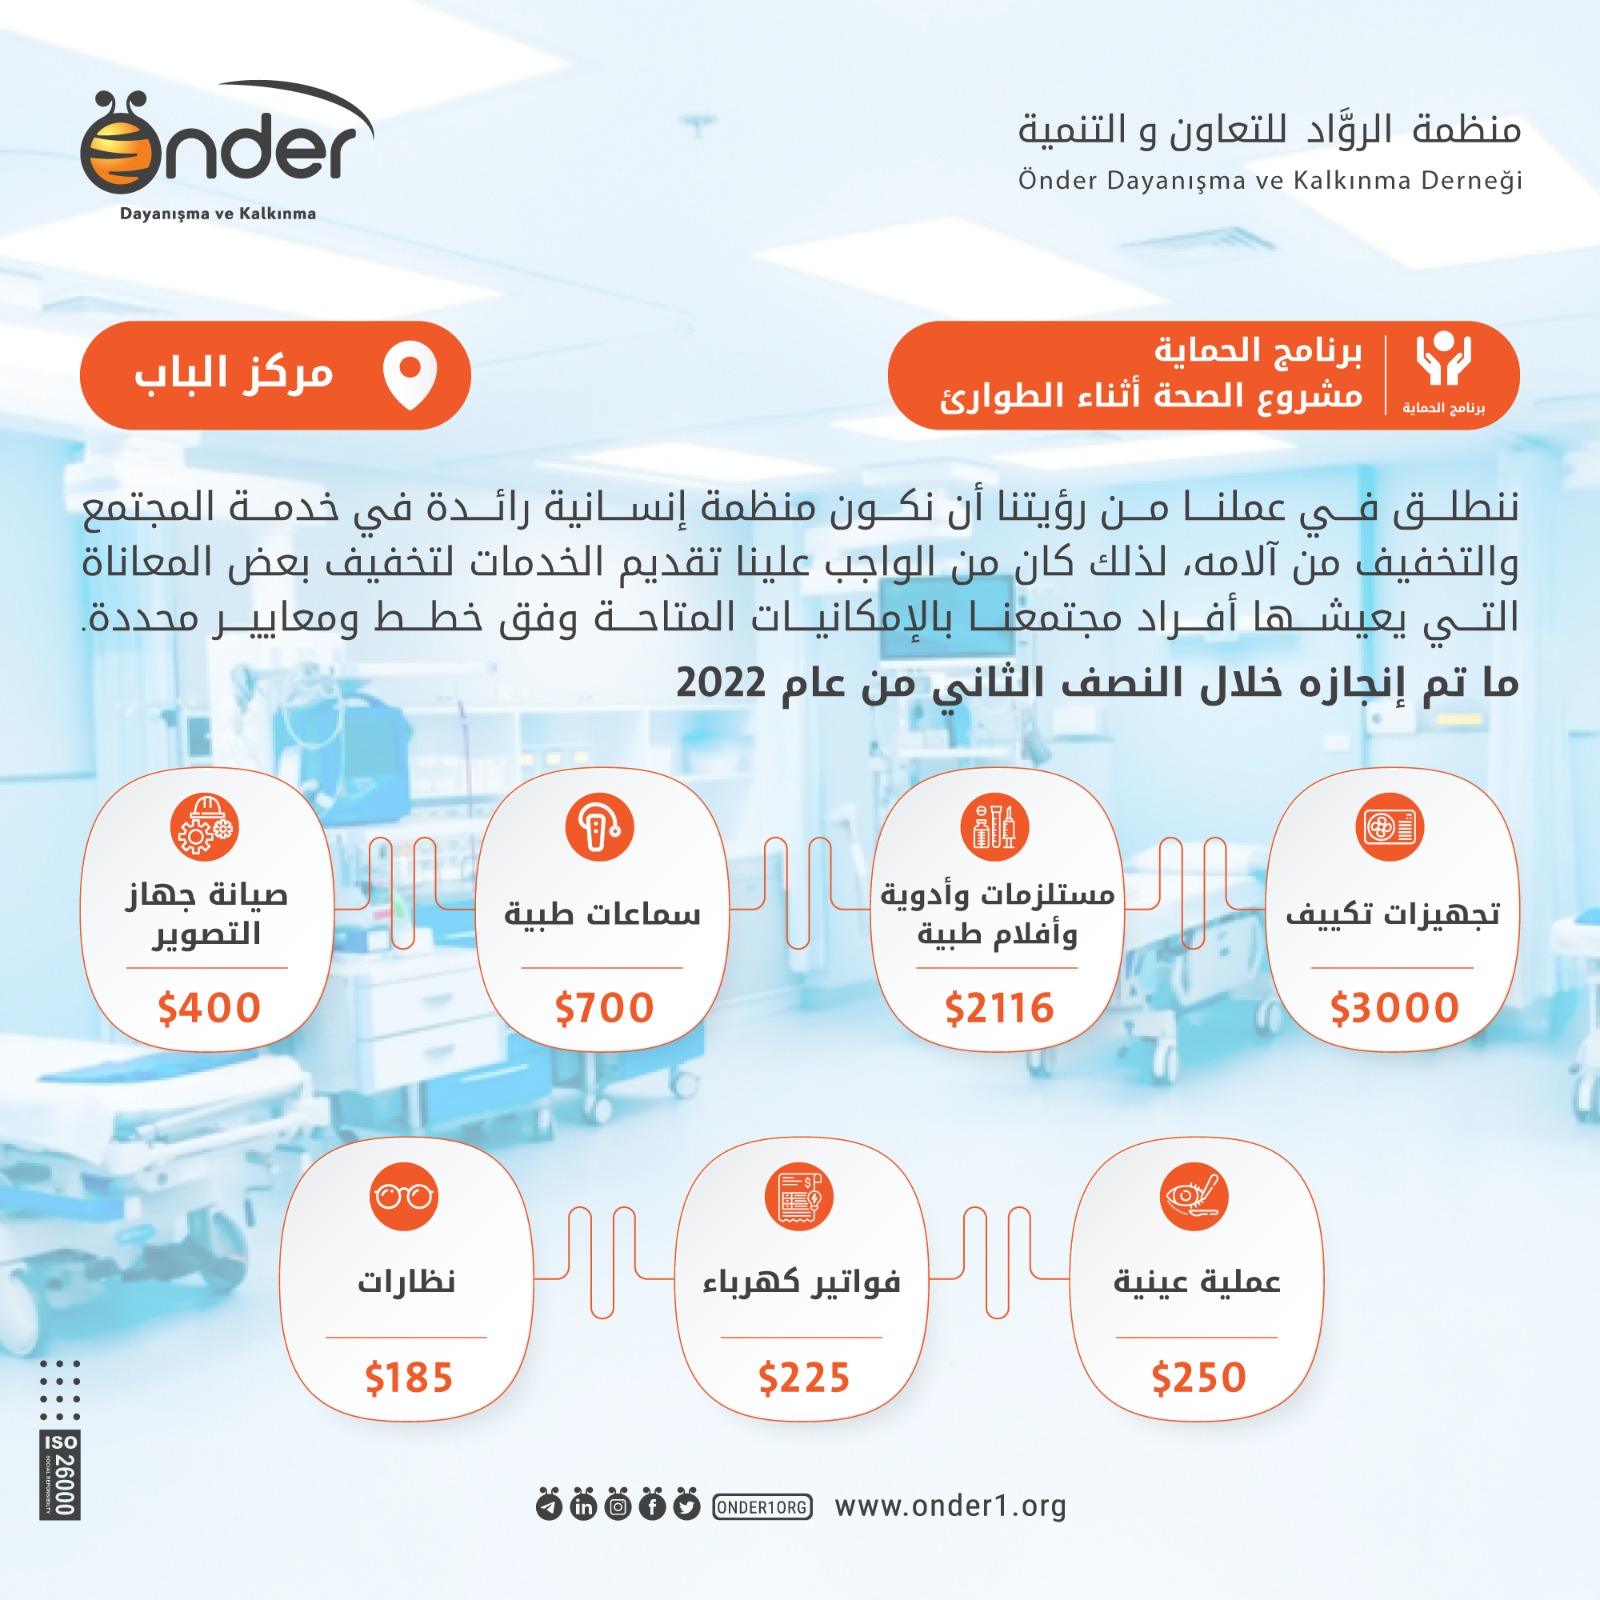 Önder
Dayanışma ve Kalkınma
منظمة الروَّاد للتعاون و التنمية
Önder Dayanışma ve Kalkınma Derneği
برنامج الحماية
مشروع الصحة أثناء الطوارئ
برنامج الحماية
مركز الباب
ننطلق في عملنا من رؤيتنا أن نكون منظمة إنسانية رائدة في خدمة المجتمع
والتخفيف من آلامه، لذلك كان من الواجب علينا تقديم الخدمات لتخفيف بعض المعاناة
التي يعيشها أفراد مجتمعنا بالإمكانيات المتاحة وفق خطط ومعايير محددة.
ما تم إنجازه خلال النصف الثاني من عام 2022
تجهيزات تكييف
$3000
مستلزمات وأدوية
وأفلام طبية
$2116
سماعات طبية
$700
صيانة جهاز
التصوير
$400
عملية عينية
$250
فواتير كهرباء
$225
نظارات
$185
ISO 26000
SOCIAL RESPONSIBILTY
ONDER1ORG
www.onder1.org